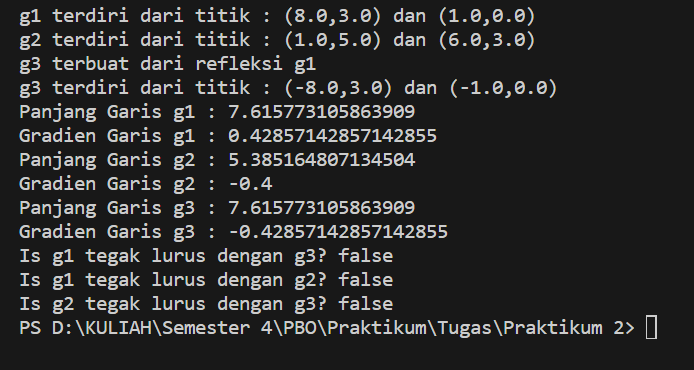 g1 terdiri dari titik : (8.0,3.0) dan (1.0,0.0)
g2 terdiri dari titik : (1.0,5.0) dan (6.0,3.0)
g3 terbuat dari refleksi g1
g3 terdiri dari titik : (-8.0,3.0) dan (-1.0,0.0)
Panjang Garis g1 : 7.615773105863909
Gradien Garis g1 : 0.42857142857142855
Panjang Garis g2 : 5.385164807134504
Gradien Garis g2 : -0.4
Panjang Garis g3 : 7.615773105863909
Gradien Garis g3 : -0.42857142857142855
Is g1 tegak lurus dengan g3? false
Is g1 tegak lurus dengan g2? false
Is g2 tegak lurus dengan g3? false
PS D:\KULIAH\Semester 4\PBO\Praktikum\Tugas\Praktikum 2>